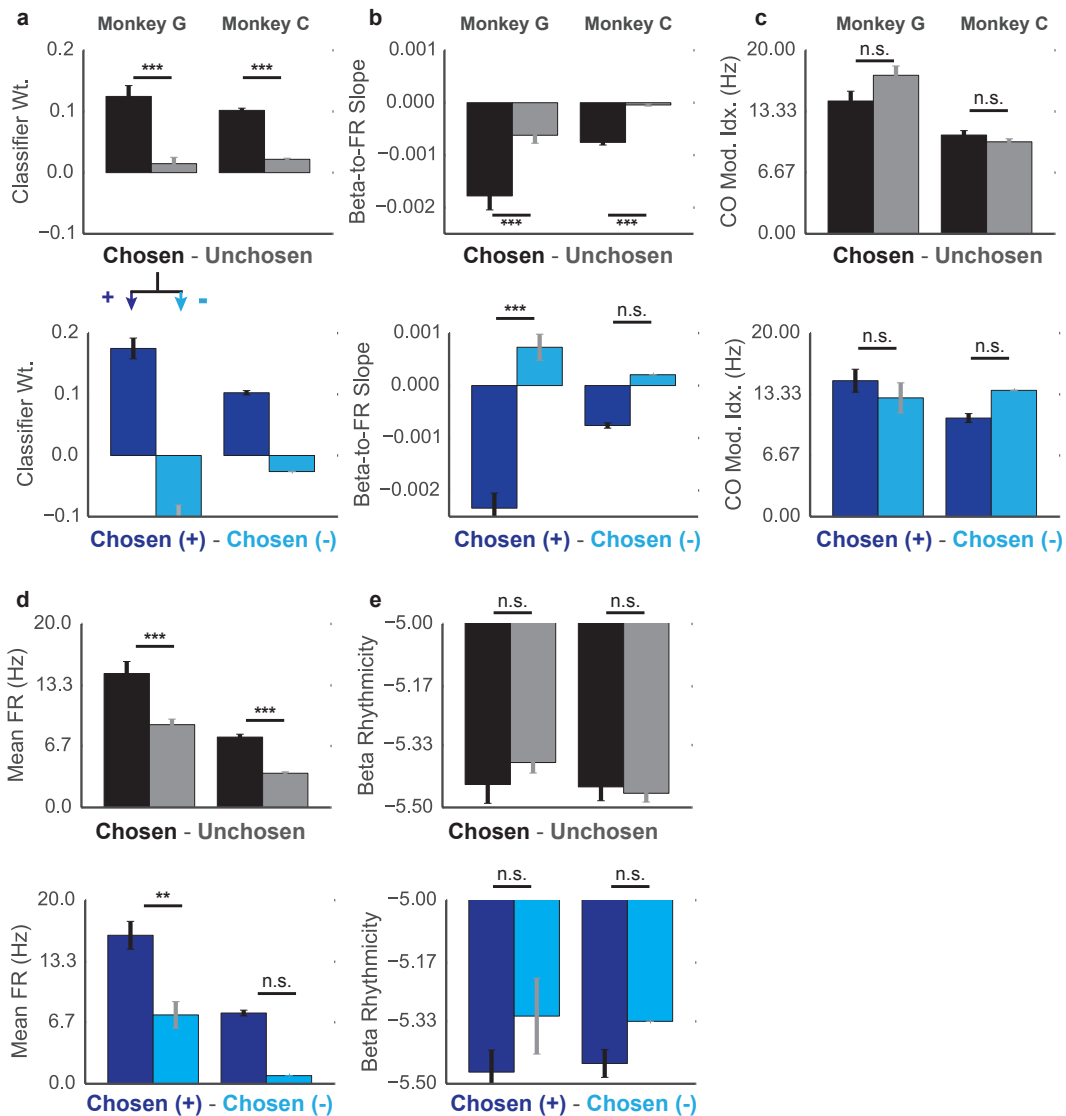 a
Monkey G Monkey C
Classifier Wt.
0.2
0.1
0.0
−0.1
*** ***
Chosen - Unchosen
+ -
Classifier Wt.
0.2
0.1
0.0
−0.1
Chosen (+) - Chosen (-)
b
Monkey G Monkey C
Beta-to-FR Slope
0.001
0.000
−0.001
−0.002
*** ***
Chosen - Unchosen
Beta-to-FR Slope
0.001
0.000
−0.001
−0.002
*** n.s.
Chosen (+) - Chosen (-)
c
Monkey G Monkey C
CO Mod. Idx. (Hz)
20.00
13.33
6.67
0.00
n.s. n.s.
Chosen - Unchosen
CO Mod. Idx. (Hz)
20.00
13.33
6.67
0.00
n.s. n.s.
Chosen (+) - Chosen (-)
d
Mean FR (Hz)
20.0
13.3
6.7
0.0
*** ***
Chosen - Unchosen
Mean FR (Hz)
20.0
13.3
6.7
0.0
** n.s.
Chosen (+) - Chosen (-)
e
Beta Rhythmicity
−5.00
−5.17
−5.33
−5.50
n.s. n.s.
Chosen - Unchosen
Beta Rhythmicity
−5.00
−5.17
−5.33
−5.50
n.s. n.s.
Chosen (+) - Chosen (-)